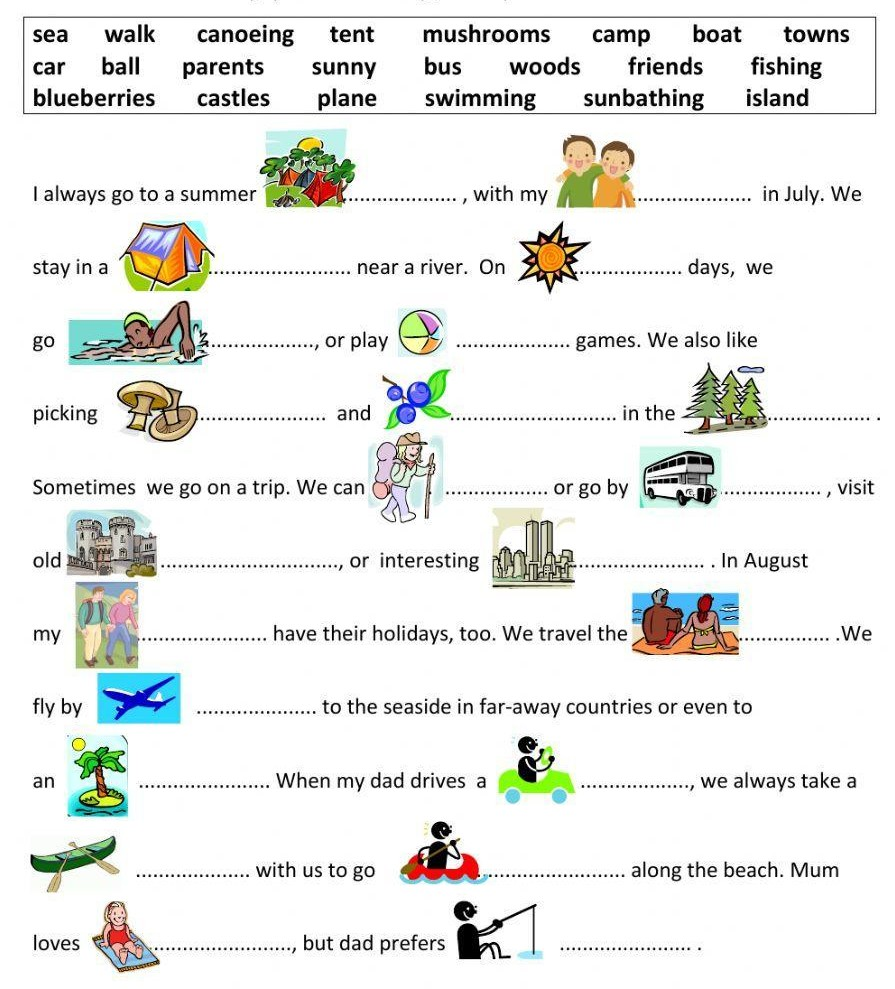 sea walk canoeing tent mushrooms camp boat towns
car ball parents sunny bus woods friends fishing
blueberries castles plane swimming sunbathing island
I always go to a summer ..................... , with my ....................... in July. We
stay in a .......................... near a river. On .................... days, we
go ...................., or play ..................... games. We also like
picking ........................ and ............................... in the .................... .
Sometimes we go on a trip. We can ................... or go by ................... , visit
old ................................., or interesting ......................... . In August
my ........................ have their holidays, too. We travel the ................. .We
fly by ...................... to the seaside in far-away countries or even to
an ........................ When my dad drives a ...................., we always take a
..................... with us to go .......................... along the beach. Mum
loves .........................., but dad prefers ........................ .